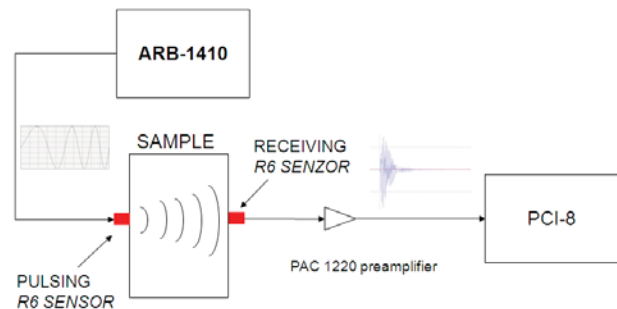 ARB-1410
SAMPLE
RECEIVING
R6 SENZOR
PCI-8
PAC 1220 preamplifier
PULSING
R6 SENSOR